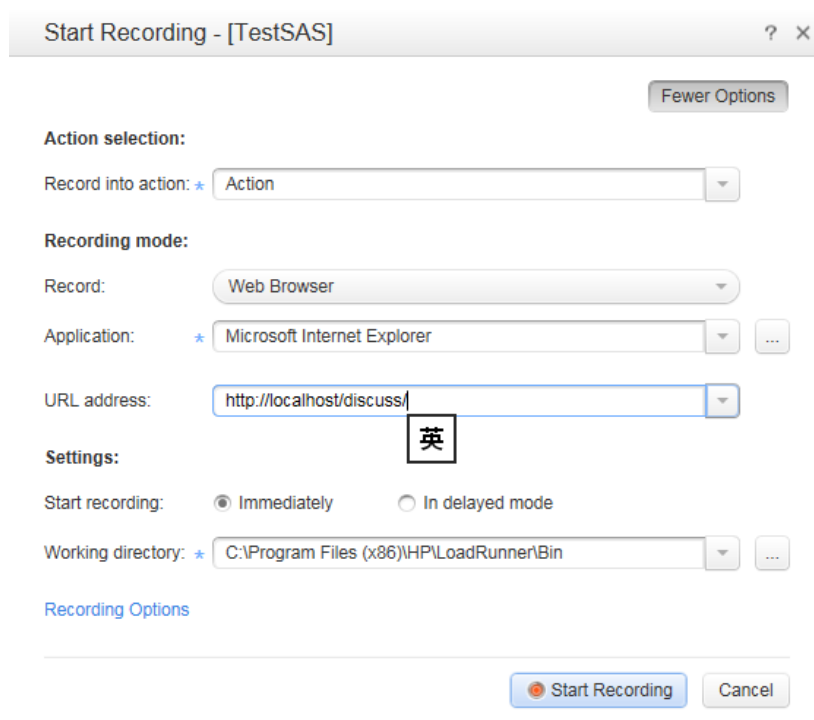 Start Recording - [TestSAS] ? ×
Fewer Options
Action selection:
Record into action: * Action
Recording mode:
Record: Web Browser
Application: * Microsoft Internet Explorer ...
URL address: http://localhost/discuss/
英
Settings:
Start recording: Immediately In delayed mode
Working directory: * C:\Program Files (x86)\HP\LoadRunner\Bin ...
Recording Options
Start Recording Cancel